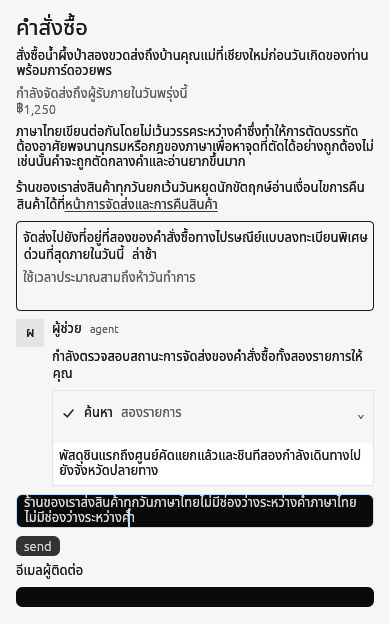 คำสั่งซื้อ
สั่งซื้อน้ำผึ้งป่าสองขวดส่งถึงบ้านคุณแม่ที่เชียงใหม่ก่อนวันเกิดของท่าน
พร้อมการ์ดอวยพร
กำลังจัดส่งถึงผู้รับภายในวันพรุ่งนี้
฿1,250
ภาษาไทยเขียนต่อกันโดยไม่เว้นวรรคระหว่างคำซึ่งทำให้การตัดบรรทัด
ต้องอาศัยพจนานุกรมหรือกฎของภาษาเพื่อหาจุดที่ตัดได้อย่างถูกต้องไม่
เช่นนั้นคำจะถูกตัดกลางคำและอ่านยากขึ้นมาก
ร้านของเราส่งสินค้าทุกวันยกเว้นวันหยุดนักขัตฤกษ์อ่านเงื่อนไขการคืน
สินค้าได้ที่หน้าการจัดส่งและการคืนสินค้า
จัดส่งไปยังที่อยู่ที่สองของคำสั่งซื้อทางไปรษณีย์แบบลงทะเบียนพิเศษ
ด่วนที่สุดภายในวันนี้ ล่าช้า
ใช้เวลาประมาณสามถึงห้าวันทำการ
ผ
ผู้ช่วย agent
กำลังตรวจสอบสถานะการจัดส่งของคำสั่งซื้อทั้งสองรายการให้
คุณ
ค้นหา สองรายการ
พัสดุชิ้นแรกถึงศูนย์คัดแยกแล้วและชิ้นที่สองกำลังเดินทางไป
ยังจังหวัดปลายทาง
ร้านของเราส่งสินค้าทุกวันภาษาไทยไม่มีช่องว่างระหว่างคำภาษาไทย
ไม่มีช่องว่างระหว่างคำ
send
อีเมลผู้ติดต่อ